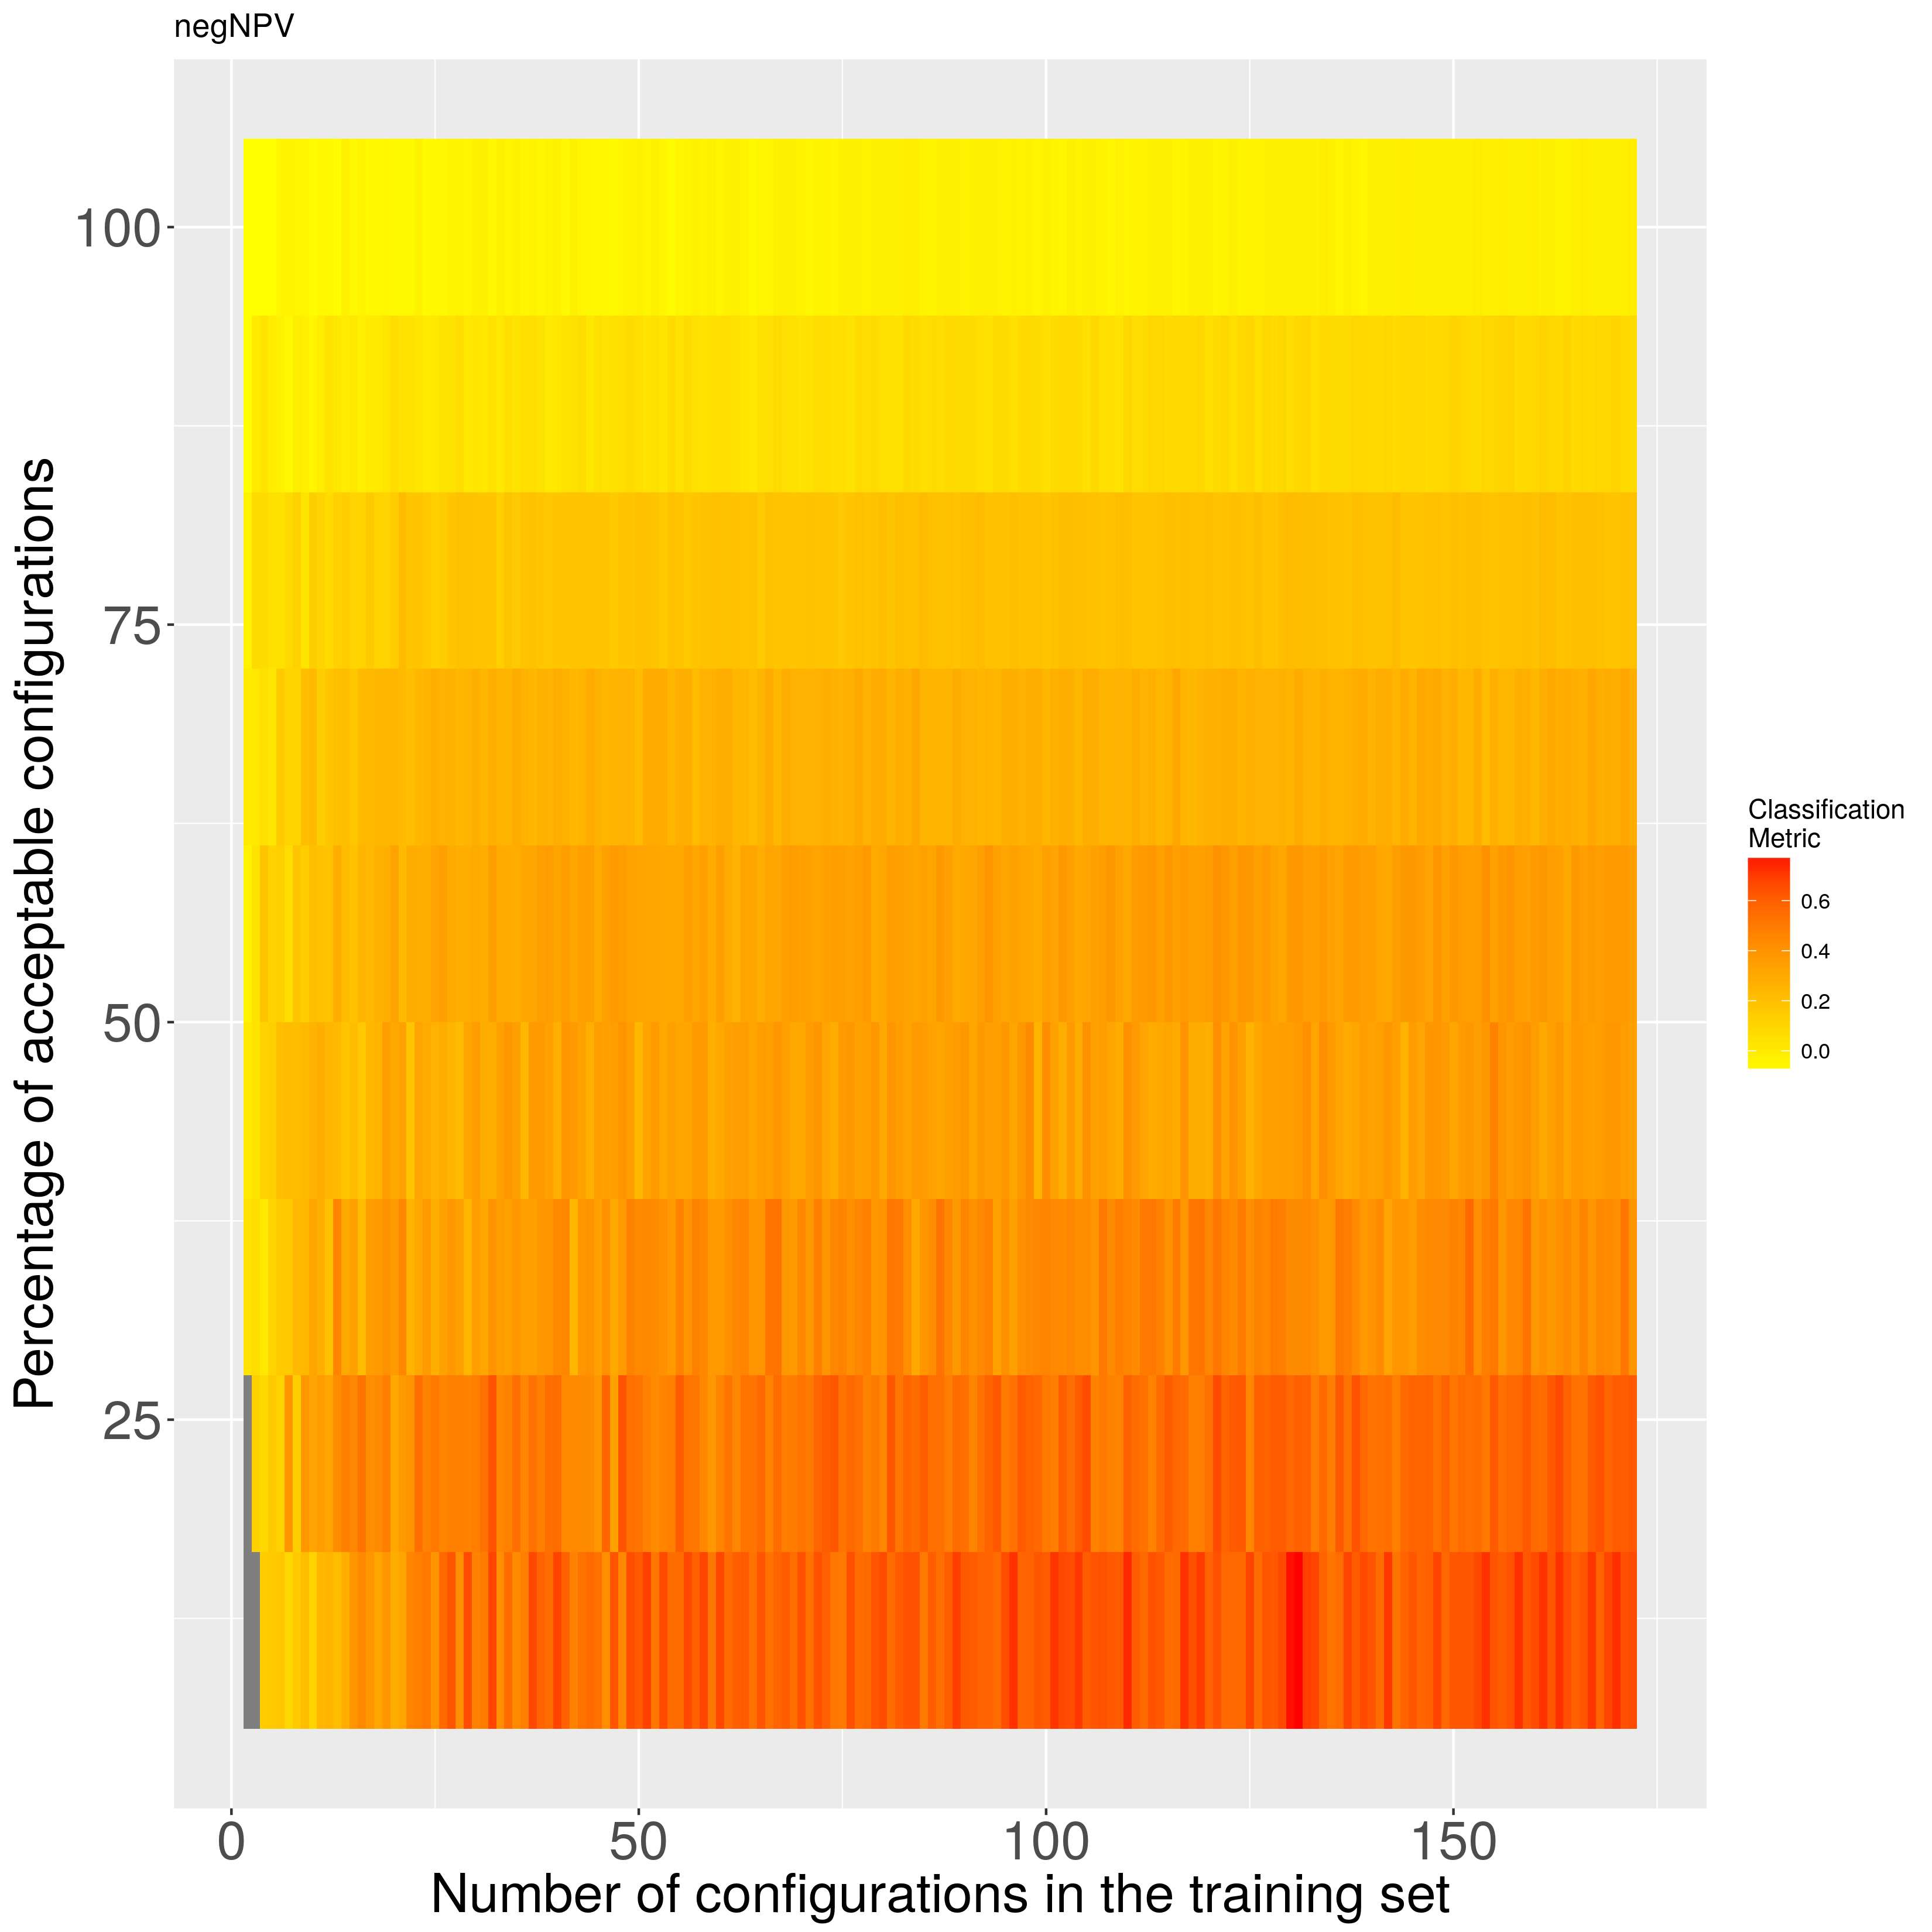 negNPV
Percentage of acceptable configurations
100
75
50
25
0
50
100
150
Number of configurations in the training set
Classification
Metric
0.6
0.4
0.2
0.0